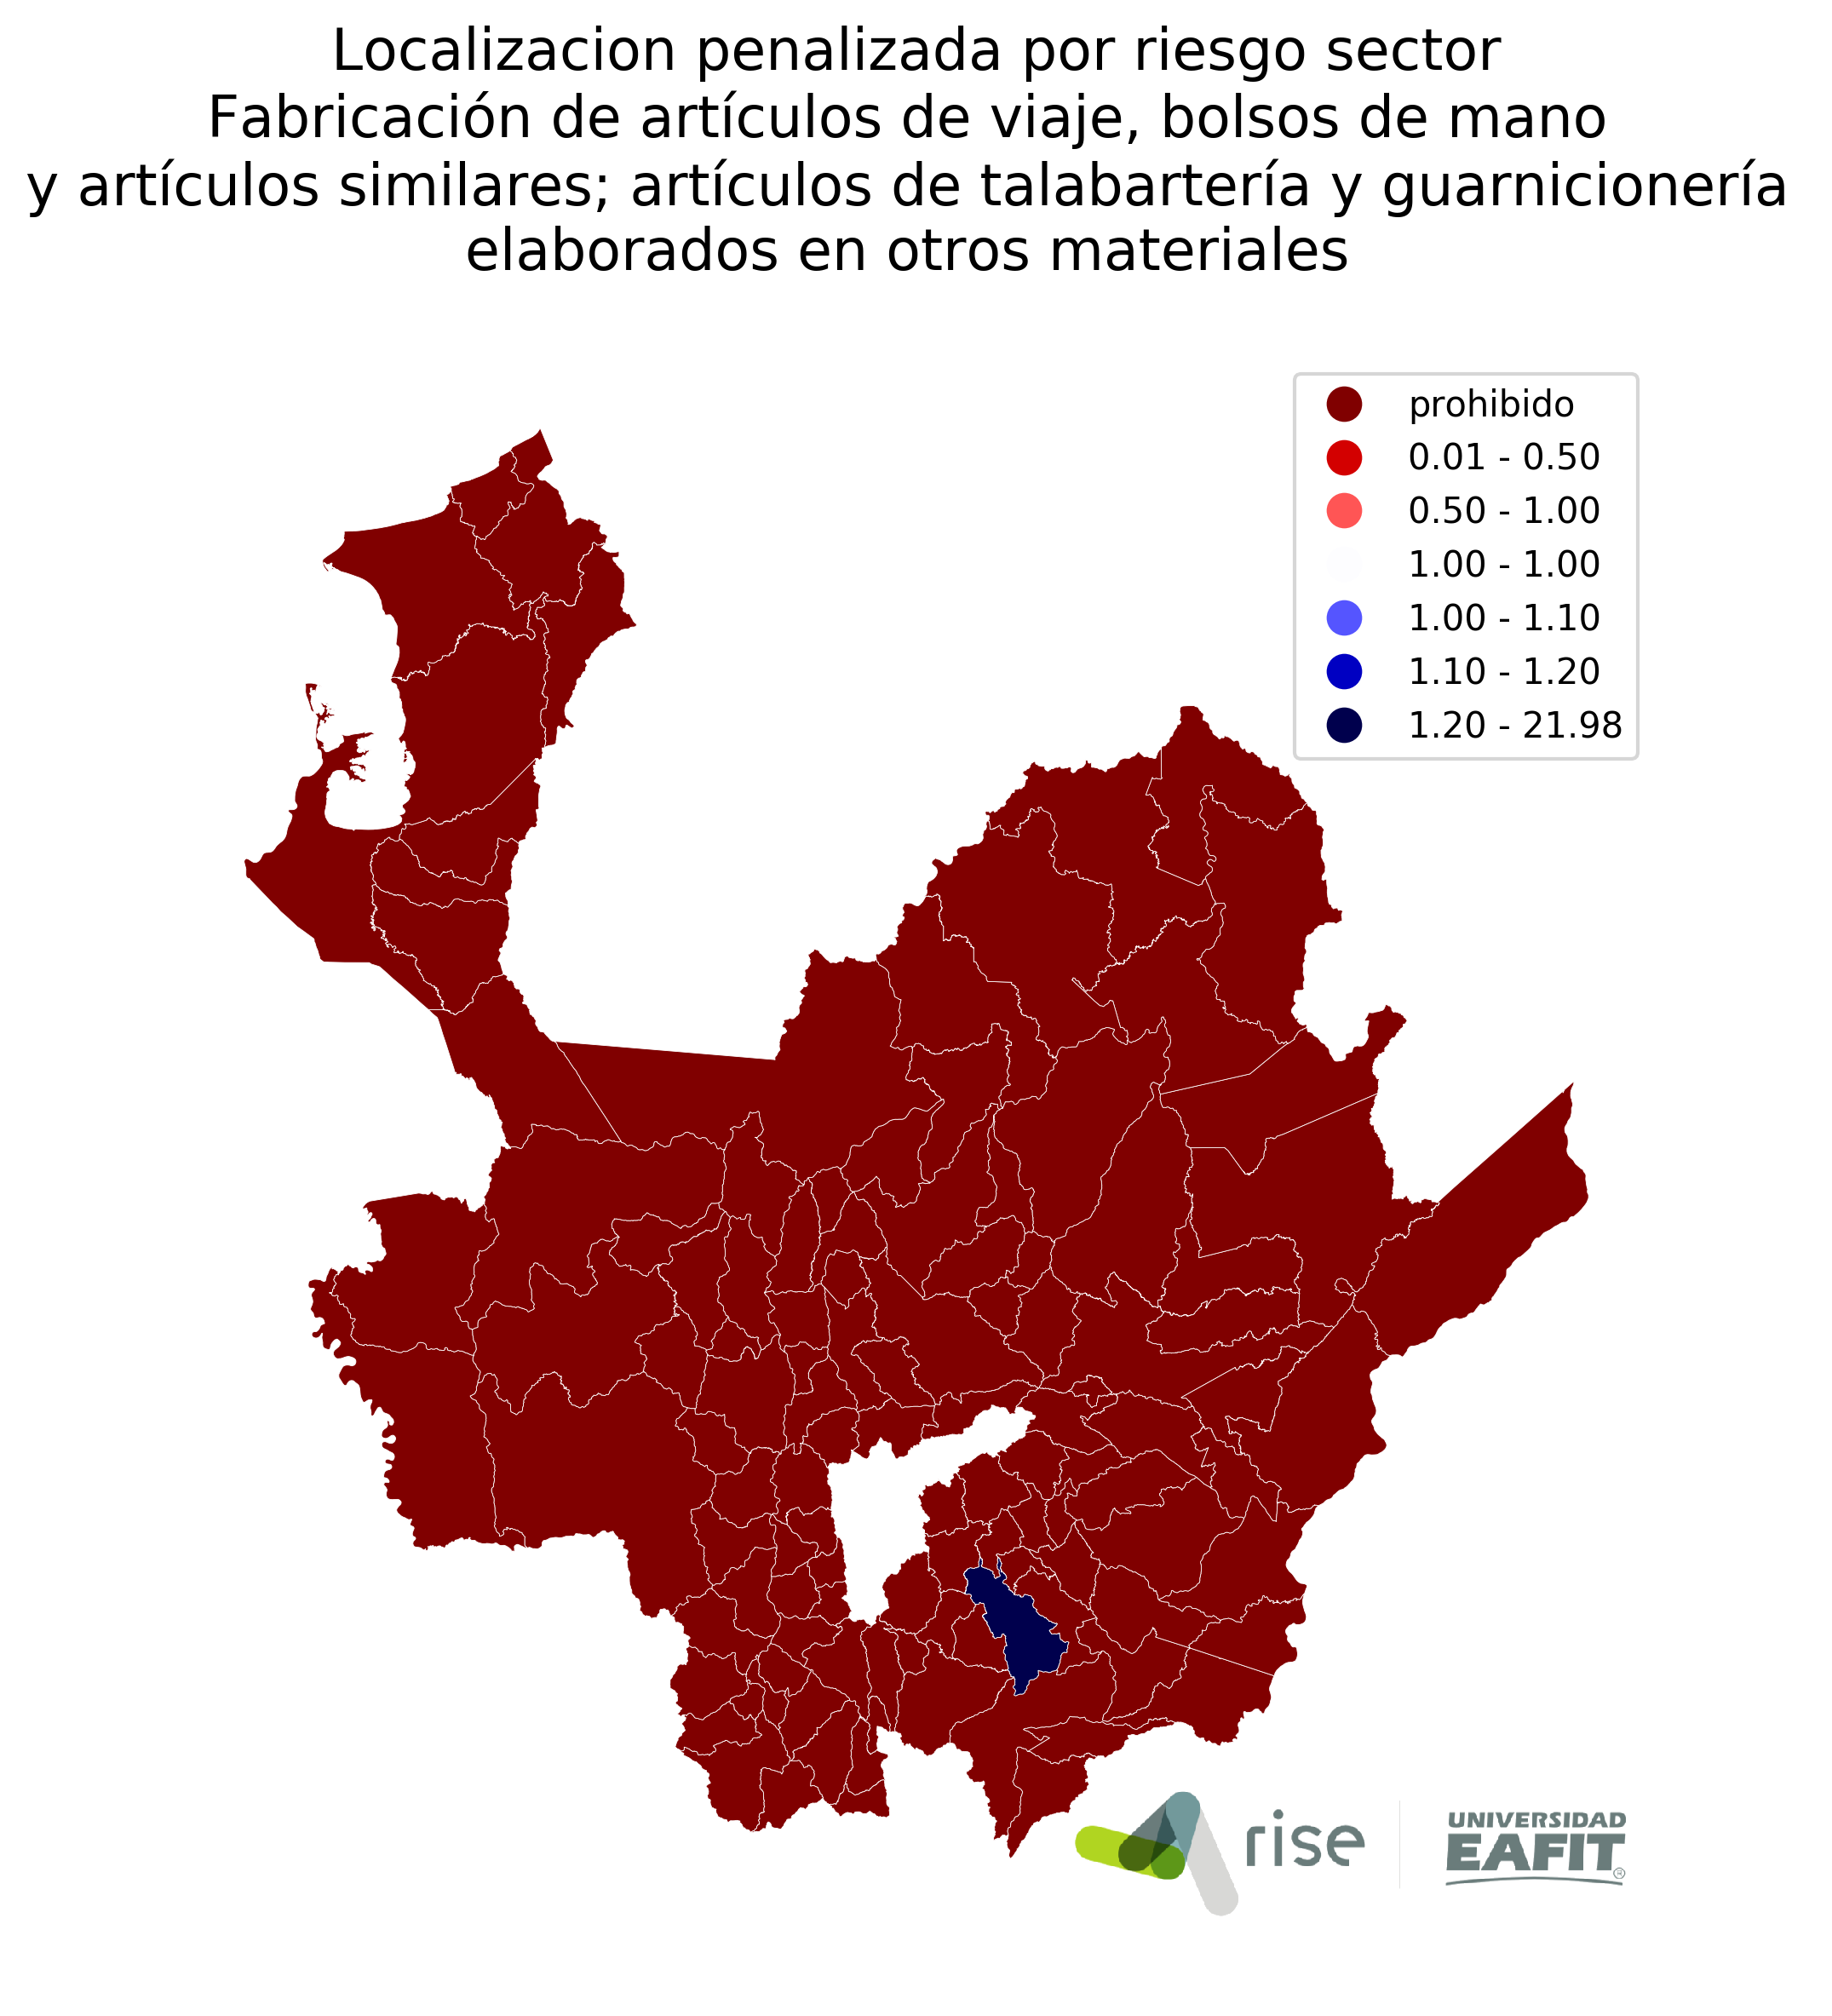 Localizacion penalizada por riesgo sector
Fabricación de artículos de viaje, bolsos de mano
y artículos similares; artículos de talabartería y guarnicionería
elaborados en otros materiales
prohibido
0.01 - 0.50
0.50 - 1.00
1.00 - 1.00
1.00 - 1.10
1.10 - 1.20
1.20 - 21.98
rise
UNIVERSIDAD
EAFIT®